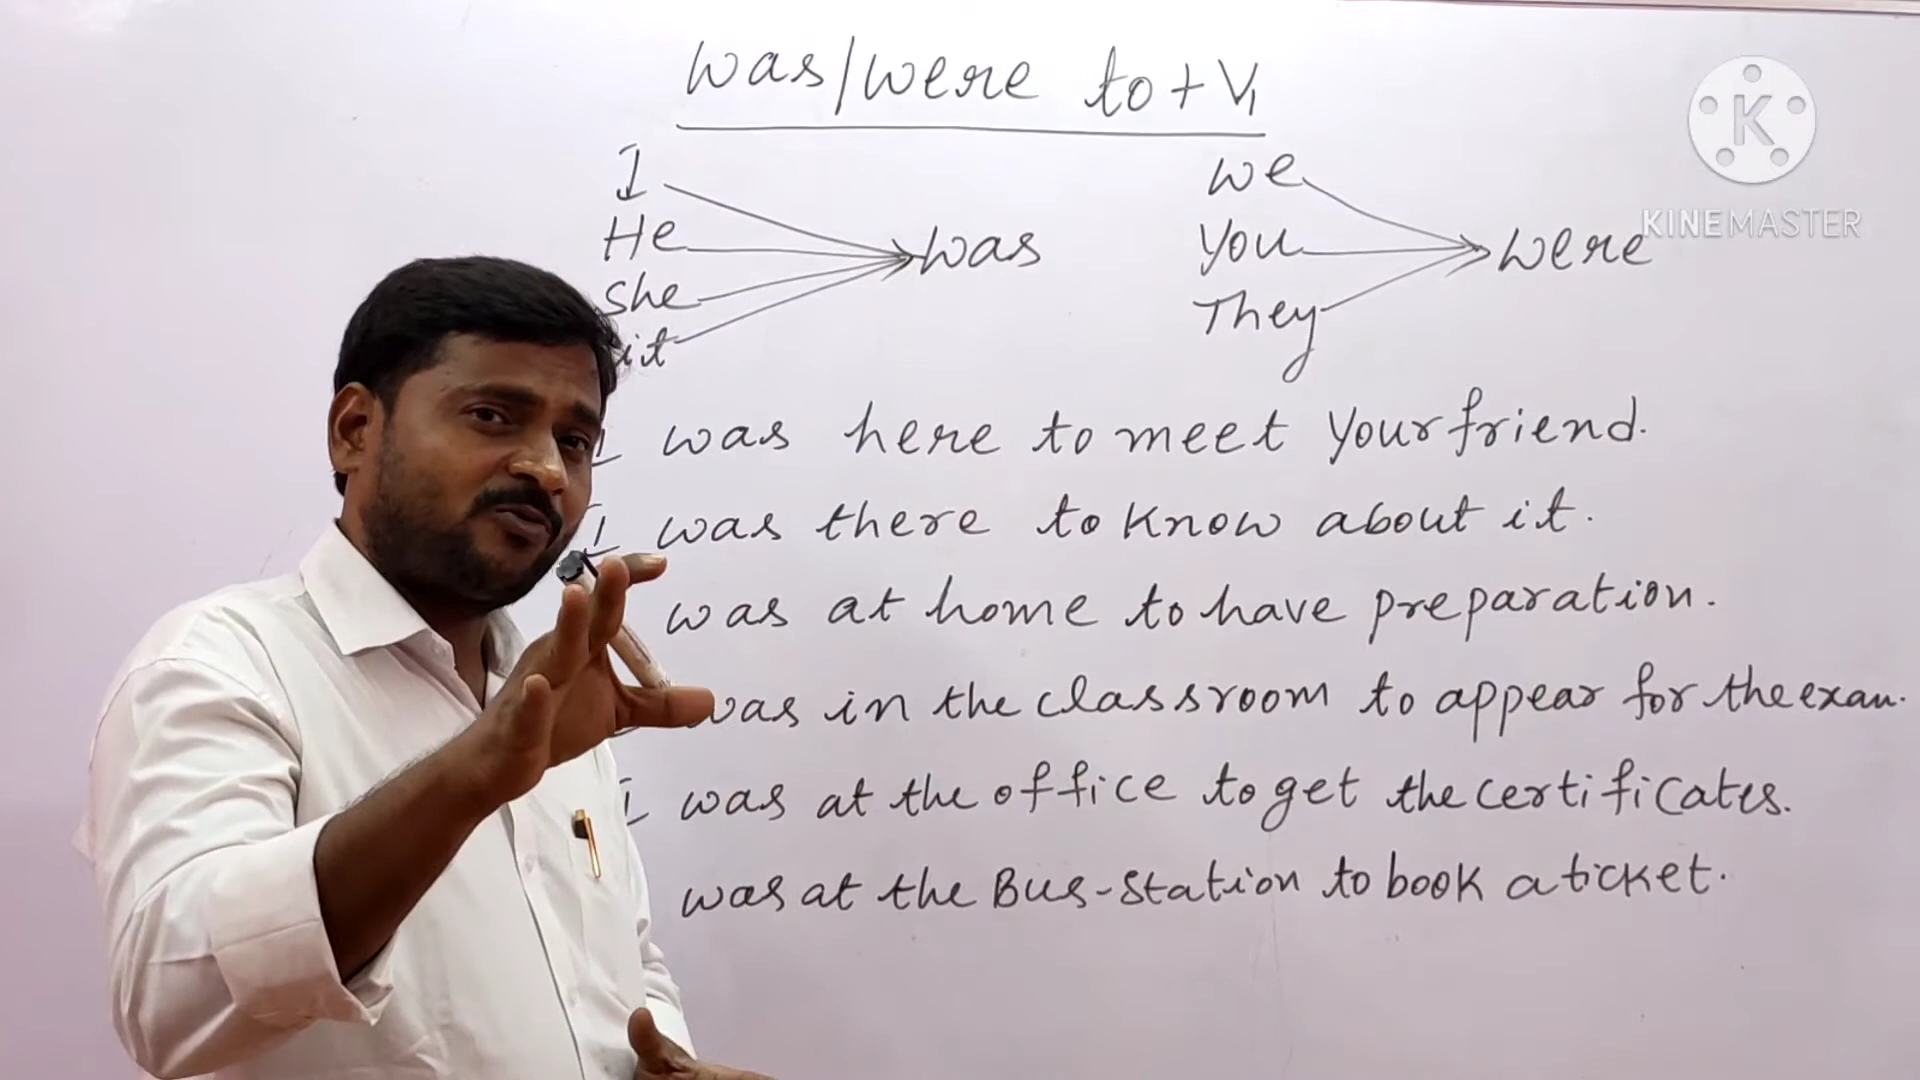 was/were to + V1
I
He
She
it
was
we
You
They
were
K
KINEMASTER
I was here to meet Your friend.
I was there to know about it.
was at home to have preparation.
was in the classroom to appear for the exam.
I was at the office to get the certificates.
was at the Bus-Station to book a ticket.